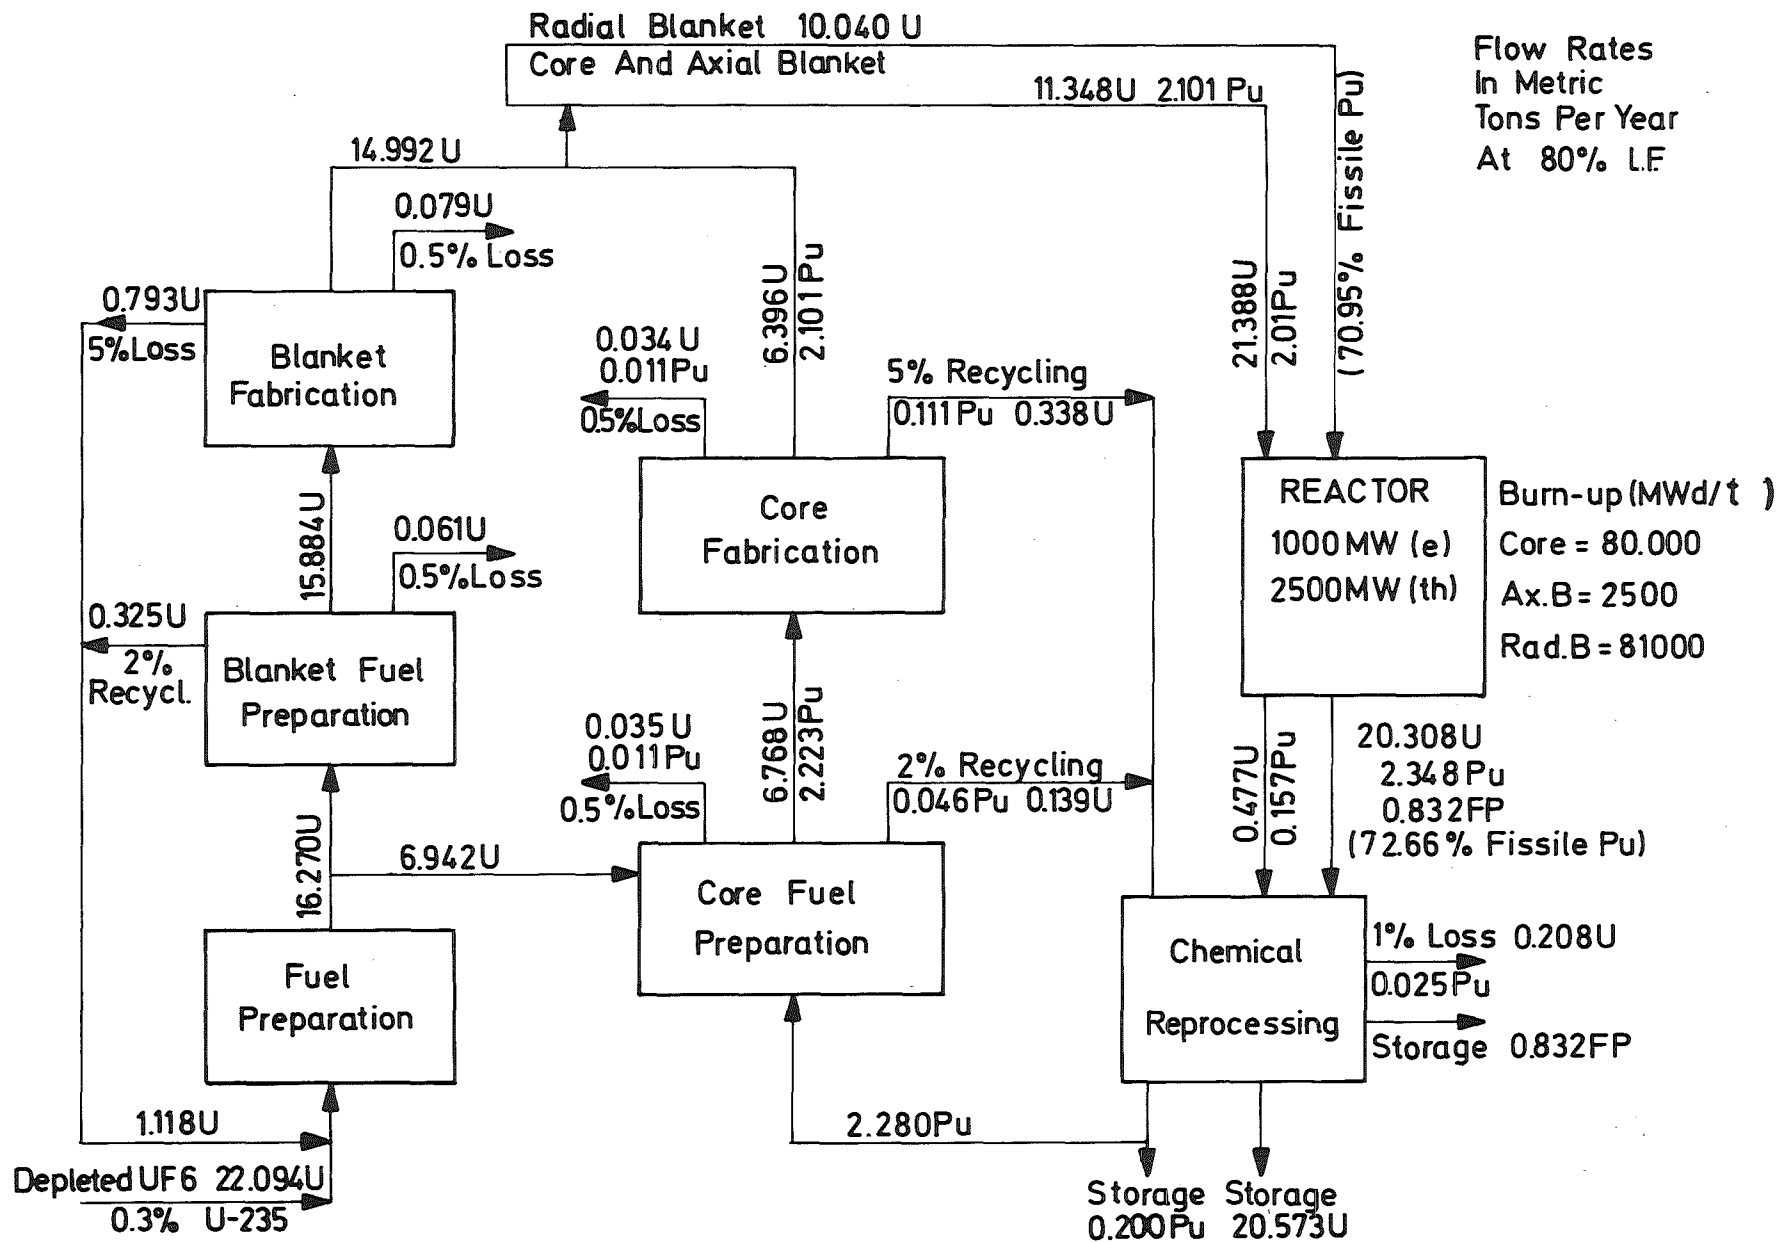 Radial Blanket 10.040 U
Core And Axial Blanket
11.348U 2.101 Pu
Flow Rates
In Metric
Tons Per Year
At 80% L.F.
14.992U
0.079U
0.5% Loss
0.793U
5%Loss
Blanket
Fabrication
6.396U
2.101Pu
0.034 U
0.011Pu
0.5%Loss
5% Recycling
0.111Pu 0.338U
21.388U
2.01Pu
(70.95% Fissile Pu)
Core
Fabrication
REACTOR
1000MW (e)
2500MW (th)
Burn-up (MWd/t )
Core = 80.000
Ax.B = 2500
Rad.B = 81000
15.884U
0.061U
0.5%Loss
0.325U
2%
Recycl.
Blanket Fuel
Preparation
6.768U
2.223Pu
0.035 U
0.011Pu
0.5%Loss
2% Recycling
0.046Pu 0.139U
0.477U
0.157Pu
20.308U
2.348Pu
0.832FP
(72.66% Fissile Pu)
16.270U
6.942U
Core Fuel
Preparation
Fuel
Preparation
Chemical
Reprocessing
1% Loss 0.208U
0.025Pu
Storage 0.832FP
1.118U
2.280Pu
Depleted UF6 22.094U
0.3% U-235
Storage
0.200Pu
Storage
20.573U